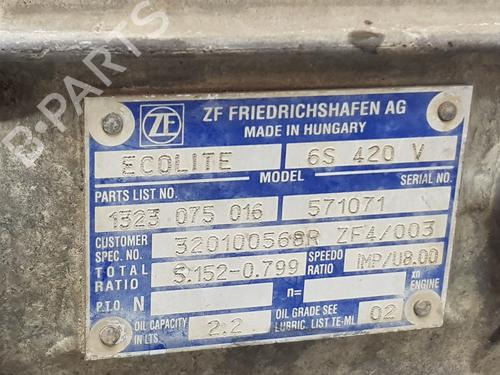 B-PARTS
ZF ZF FRIEDRICHSHAFEN AG
MADE IN HUNGARY
ECOLITE 6S 420 V
MODEL
PARTS LIST NO. SERIAL NO.
1323 075 016 571071
CUSTOMER SPEC. NO. 320100568R ZF4/003
TOTAL RATIO S.152-0.799 SPEEDO RATIO IMP/U8.00
P.T.O. N n= xn ENGINE
OIL CAPACITY IN LTS. 2.2 OIL GRADE SEE LUBRIC. LIST TE-ML 02